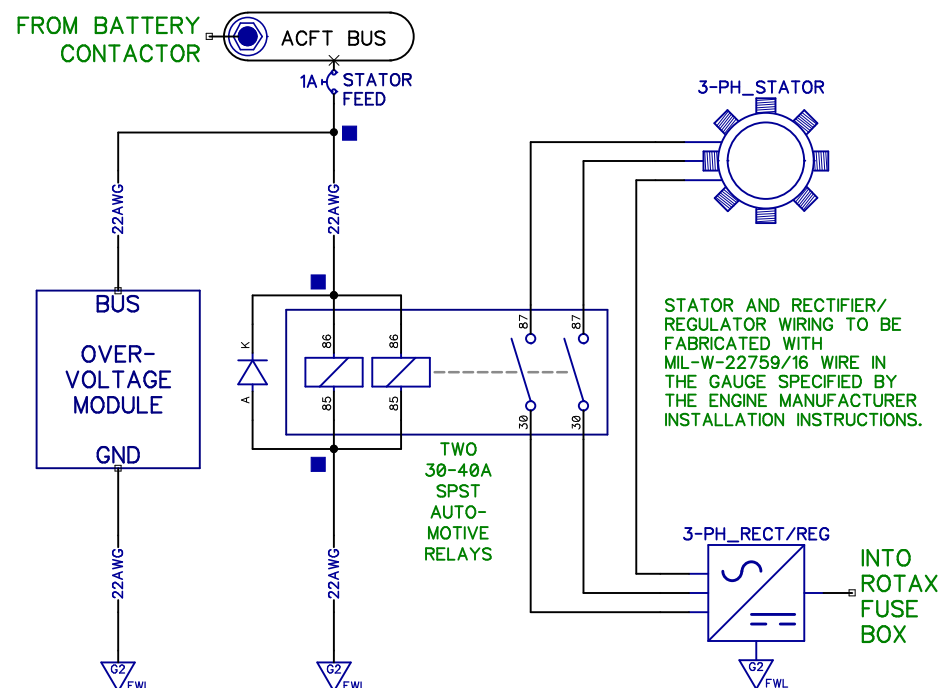 FROM BATTERY
CONTACTOR
ACFT BUS
1A
STATOR
FEED
3-PH_STATOR
22AWG
22AWG
BUS
OVER-
VOLTAGE
MODULE
GND
K
A
86
86
85
85
87
87
30
30
STATOR AND RECTIFIER/
REGULATOR WIRING TO BE
FABRICATED WITH
MIL-W-22759/16 WIRE IN
THE GAUGE SPECIFIED BY
THE ENGINE MANUFACTURER
INSTALLATION INSTRUCTIONS.
TWO
30-40A
SPST
AUTO-
MOTIVE
RELAYS
3-PH_RECT/REG
INTO
ROTAX
FUSE
BOX
22AWG
22AWG
G2
FWL
G2
FWL
G2
FWL